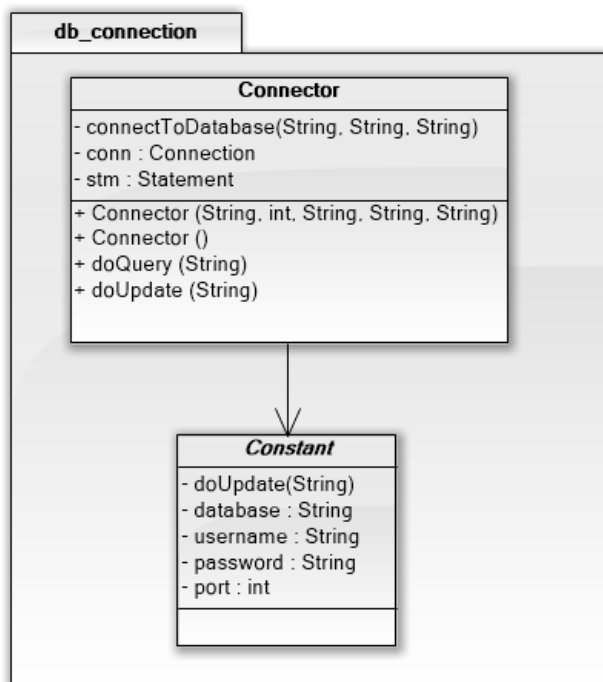 db_connection
Connector
- connectToDatabase(String, String, String)
- conn : Connection
- stm : Statement
+ Connector (String, int, String, String, String)
+ Connector ()
+ doQuery (String)
+ doUpdate (String)
Constant
- doUpdate(String)
- database : String
- username : String
- password : String
- port : int